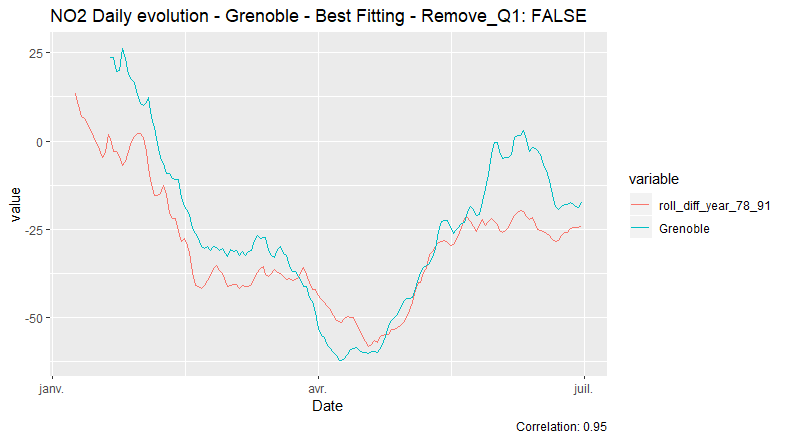 NO2 Daily evolution - Grenoble - Best Fitting - Remove_Q1: FALSE
25
0
-25
-50
value
janv.
avr.
juil.
Date
variable
roll_diff_year_78_91
Grenoble
Correlation: 0.95